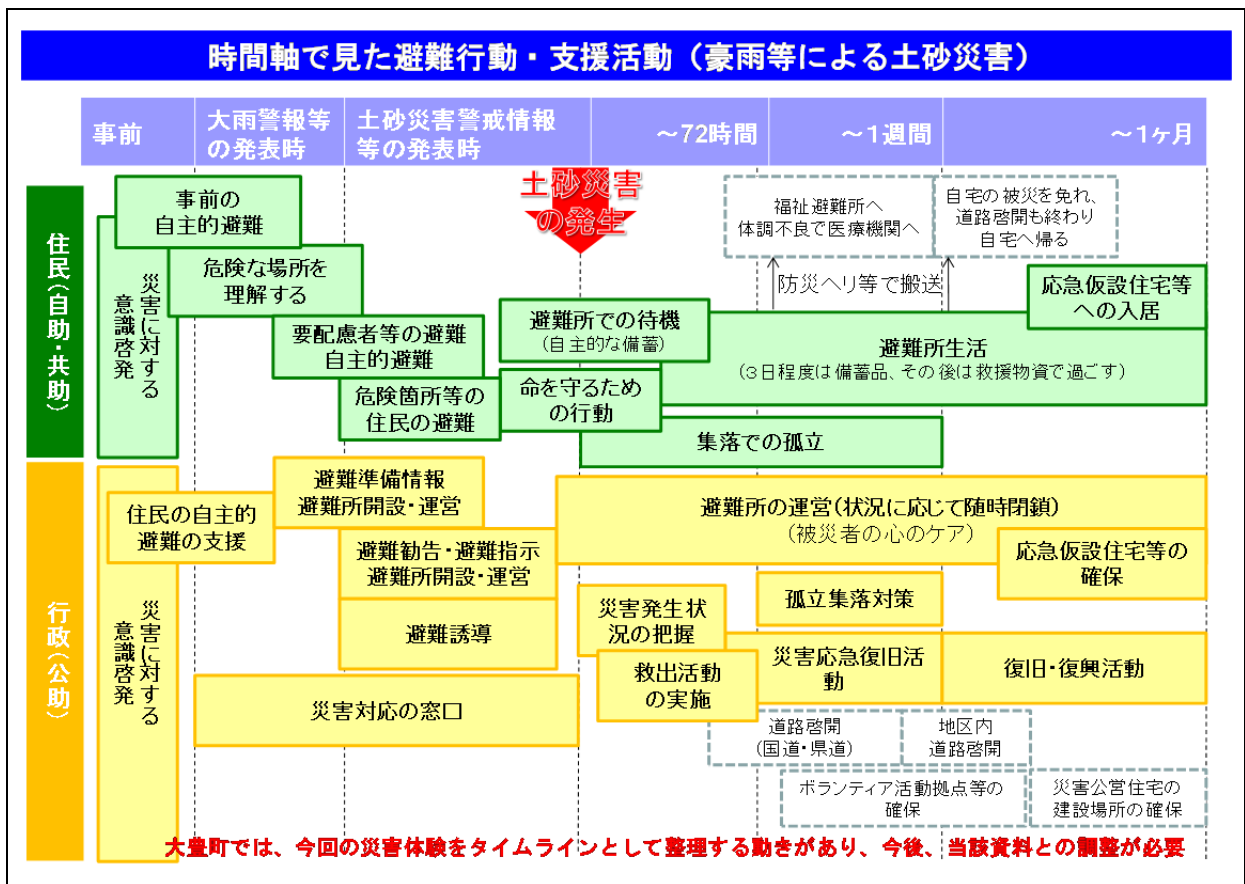 時間軸で見た避難行動・支援活動（豪雨等による土砂災害）
事前
大雨警報等
の発表時
土砂災害警戒情報
等の発表時
～72時間
～1週間
～1ヶ月
土砂災害
の発生
住民（自助・共助）
災害に対する
意識啓発
事前の
自主的避難
危険な場所を
理解する
要配慮者等の避難
自主的避難
危険箇所等の
住民の避難
避難所での待機
(自主的な備蓄)
命を守るため
の行動
福祉避難所へ
体調不良で医療機関へ
自宅の被災を免れ、
道路啓開も終わり
自宅へ帰る
防災ヘリ等で搬送
応急仮設住宅等
への入居
避難所生活
(３日程度は備蓄品、その後は救援物資で過ごす)
集落での孤立
行政（公助）
災害に対する
意識啓発
住民の自主的
避難の支援
避難準備情報
避難所開設・運営
避難勧告・避難指示
避難所開設・運営
避難誘導
災害対応の窓口
避難所の運営(状況に応じて随時閉鎖)
(被災者の心のケア)
応急仮設住宅等の
確保
災害発生状
況の把握
孤立集落対策
救出活動
の実施
災害応急復旧活
動
復旧・復興活動
道路啓開
(国道・県道)
地区内
道路啓開
ボランティア活動拠点等の
確保
災害公営住宅の
建設場所の確保
大豊町では、今回の災害体験をタイムラインとして整理する動きがあり、今後、当該資料との調整が必要